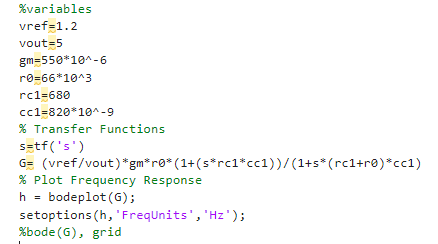 %variables
vref=1.2
vout=5
gm=550*10^-6
r0=66*10^3
rc1=680
cc1=820*10^-9
% Transfer Functions
s=tf('s')
G= (vref/vout)*gm*r0*(1+(s*rc1*cc1))/(1+s*(rc1+r0)*cc1)
% Plot Frequency Response
h = bodeplot(G);
setoptions(h,'FreqUnits','Hz');
%bode(G), grid